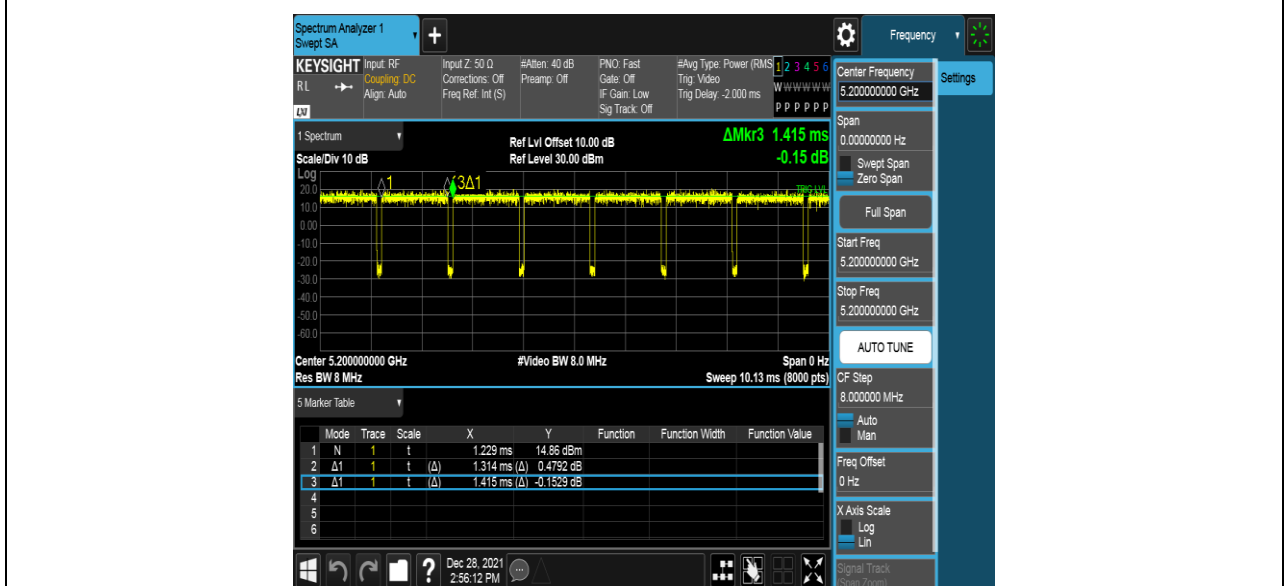 Spectrum Analyzer 1
Swept SA
+
Frequency
KEYSIGHT
Input: RF
Coupling: DC
Align: Auto
Input Z: 50 Ω
Corrections: Off
Freq Ref: Int (S)
#Atten: 40 dB
Preamp: Off
PNO: Fast
Gate: Off
IF Gain: Low
Sig Track: Off
#Avg Type: Power (RMS
Trig: Video
Trig Delay: -2.000 ms
1 2 3 4 5 6
W W W W W W
P P P P P P
RL
LXI
Center Frequency
5.200000000 GHz
Settings
Span
0.00000000 Hz
Swept Span
Zero Span
Full Span
Start Freq
5.200000000 GHz
Stop Freq
5.200000000 GHz
AUTO TUNE
CF Step
8.000000 MHz
Auto
Man
Freq Offset
0 Hz
X Axis Scale
Log
Lin
Signal Track
(Span Zoom)
1 Spectrum
Scale/Div 10 dB
Ref Lvl Offset 10.00 dB
Ref Level 30.00 dBm
ΔMkr3 1.415 ms
-0.15 dB
Log
20.0
10.0
0.00
-10.0
-20.0
-30.0
-40.0
-50.0
-60.0
1
3Δ1
TRIG LVL
Center 5.200000000 GHz
#Video BW 8.0 MHz
Span 0 Hz
Res BW 8 MHz
Sweep 10.13 ms (8000 pts)
5 Marker Table
Mode Trace Scale X Y Function Function Width Function Value
1 N 1 t 1.229 ms 14.86 dBm
2 Δ1 1 t (Δ) 1.314 ms (Δ) 0.4792 dB
3 Δ1 1 t (Δ) 1.415 ms (Δ) -0.1529 dB
4
5
6
?
Dec 28, 2021
2:56:12 PM